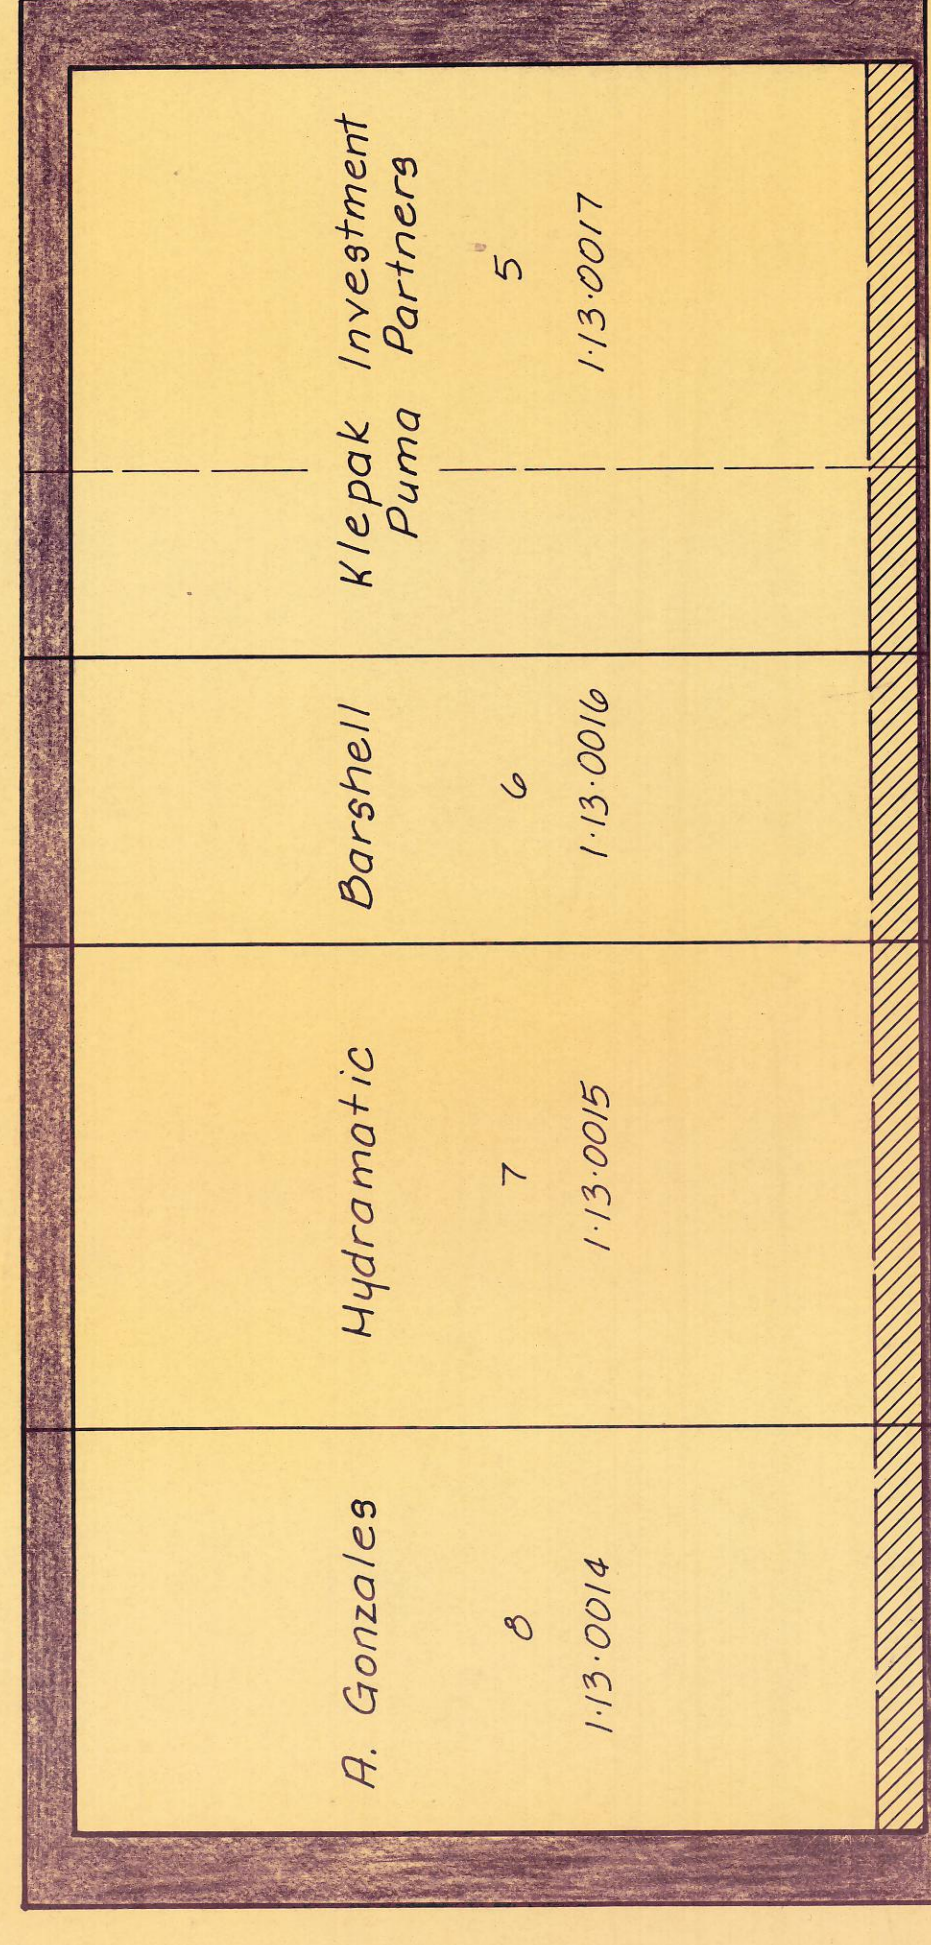 A. Gonzales
8
1·13·0014
Hydramatic
7
1·13·0015
Barshell
6
1·13·0016
Klepak Investment
Puma Partners
5
1·13·0017